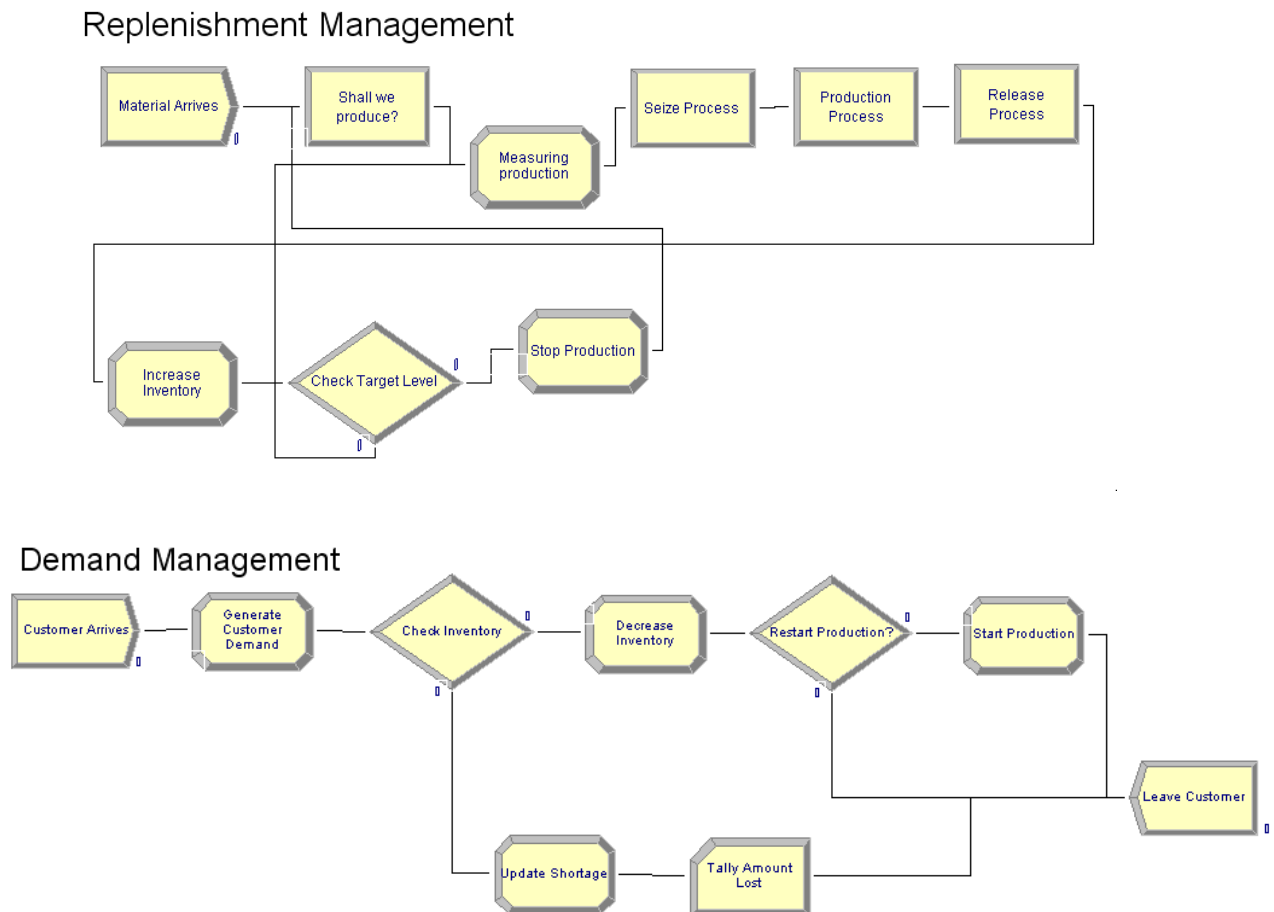 Replenishment Management
Material Arrives
Shall we
produce?
Measuring
production
Seize Process
Production
Process
Release
Process
Increase
Inventory
Check Target Level
Stop Production
Demand Management
Customer Arrives
Generate
Customer
Demand
Check Inventory
Decrease
Inventory
Restart Production?
Start Production
Leave Customer
Update Shortage
Tally Amount
Lost